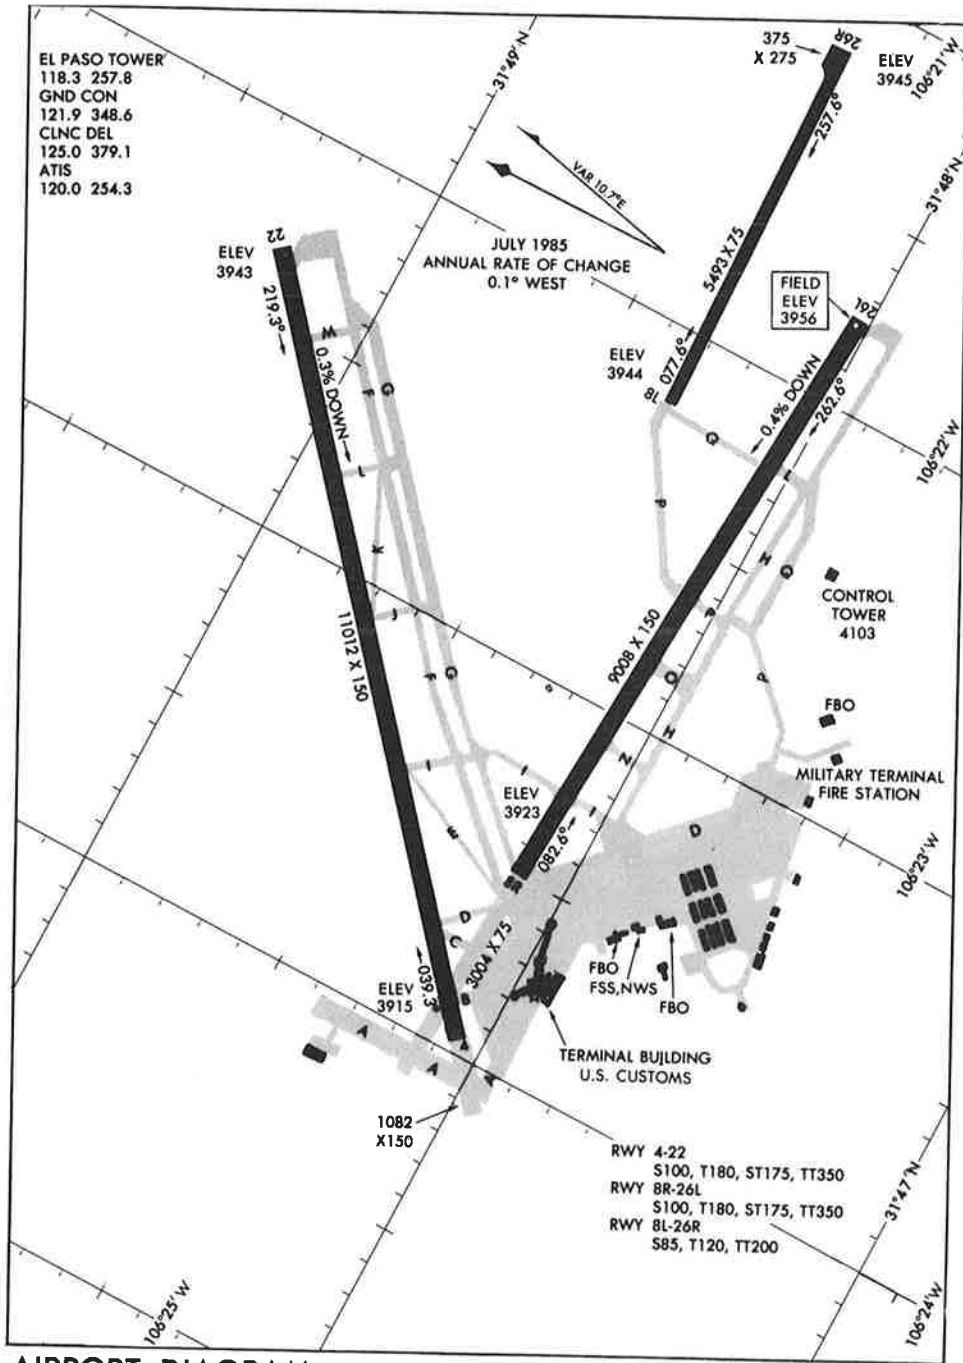 EL PASO TOWER
118.3 257.8
GND CON
121.9 348.6
CLNC DEL
125.0 379.1
ATIS
120.0 254.3
31°49' N
375
X 275
26R
ELEV
3945
106°21' W
257.6°
VAR 10.7°E
31°48' N
JULY 1985
ANNUAL RATE OF CHANGE
0.1° WEST
5493 X 75
22
ELEV
3943
219.3°
FIELD
ELEV
3956
26L
W
0.3% DOWN
F
G
ELEV
3944
077.6°
8L
0.4% DOWN
262.6°
G
L
106°22' W
L
P
K
H
G
CONTROL
TOWER
4103
J
P
11012 X 150
9008 X 150
F
G
O
P
FBO
H
N
I
I
MILITARY TERMINAL
FIRE STATION
ELEV
3923
I
082.6°
E
D
106°23' W
8R
D
C
3004 X 75
039.3°
ELEV
3915
B
FBO
FSS,NWS
FBO
4
A
A
TERMINAL BUILDING
U.S. CUSTOMS
1082
X150
RWY 4-22
S100, T180, ST175, TT350
RWY 8R-26L
S100, T180, ST175, TT350
RWY 8L-26R
S85, T120, TT200
31°47' N
106°25' W
106°24' W
AIRPORT DIAGRAM